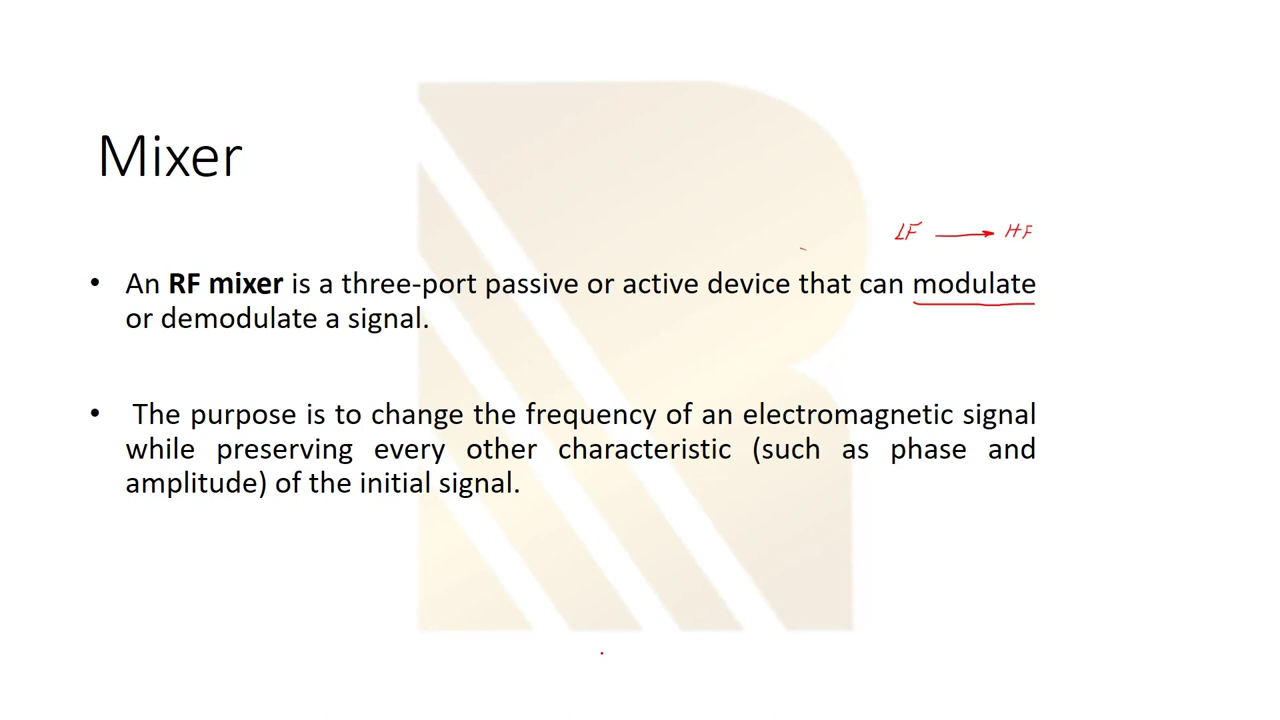 Mixer
LF → HF
• An RF mixer is a three-port passive or active device that can modulate
or demodulate a signal.
• The purpose is to change the frequency of an electromagnetic signal
while preserving every other characteristic (such as phase and
amplitude) of the initial signal.